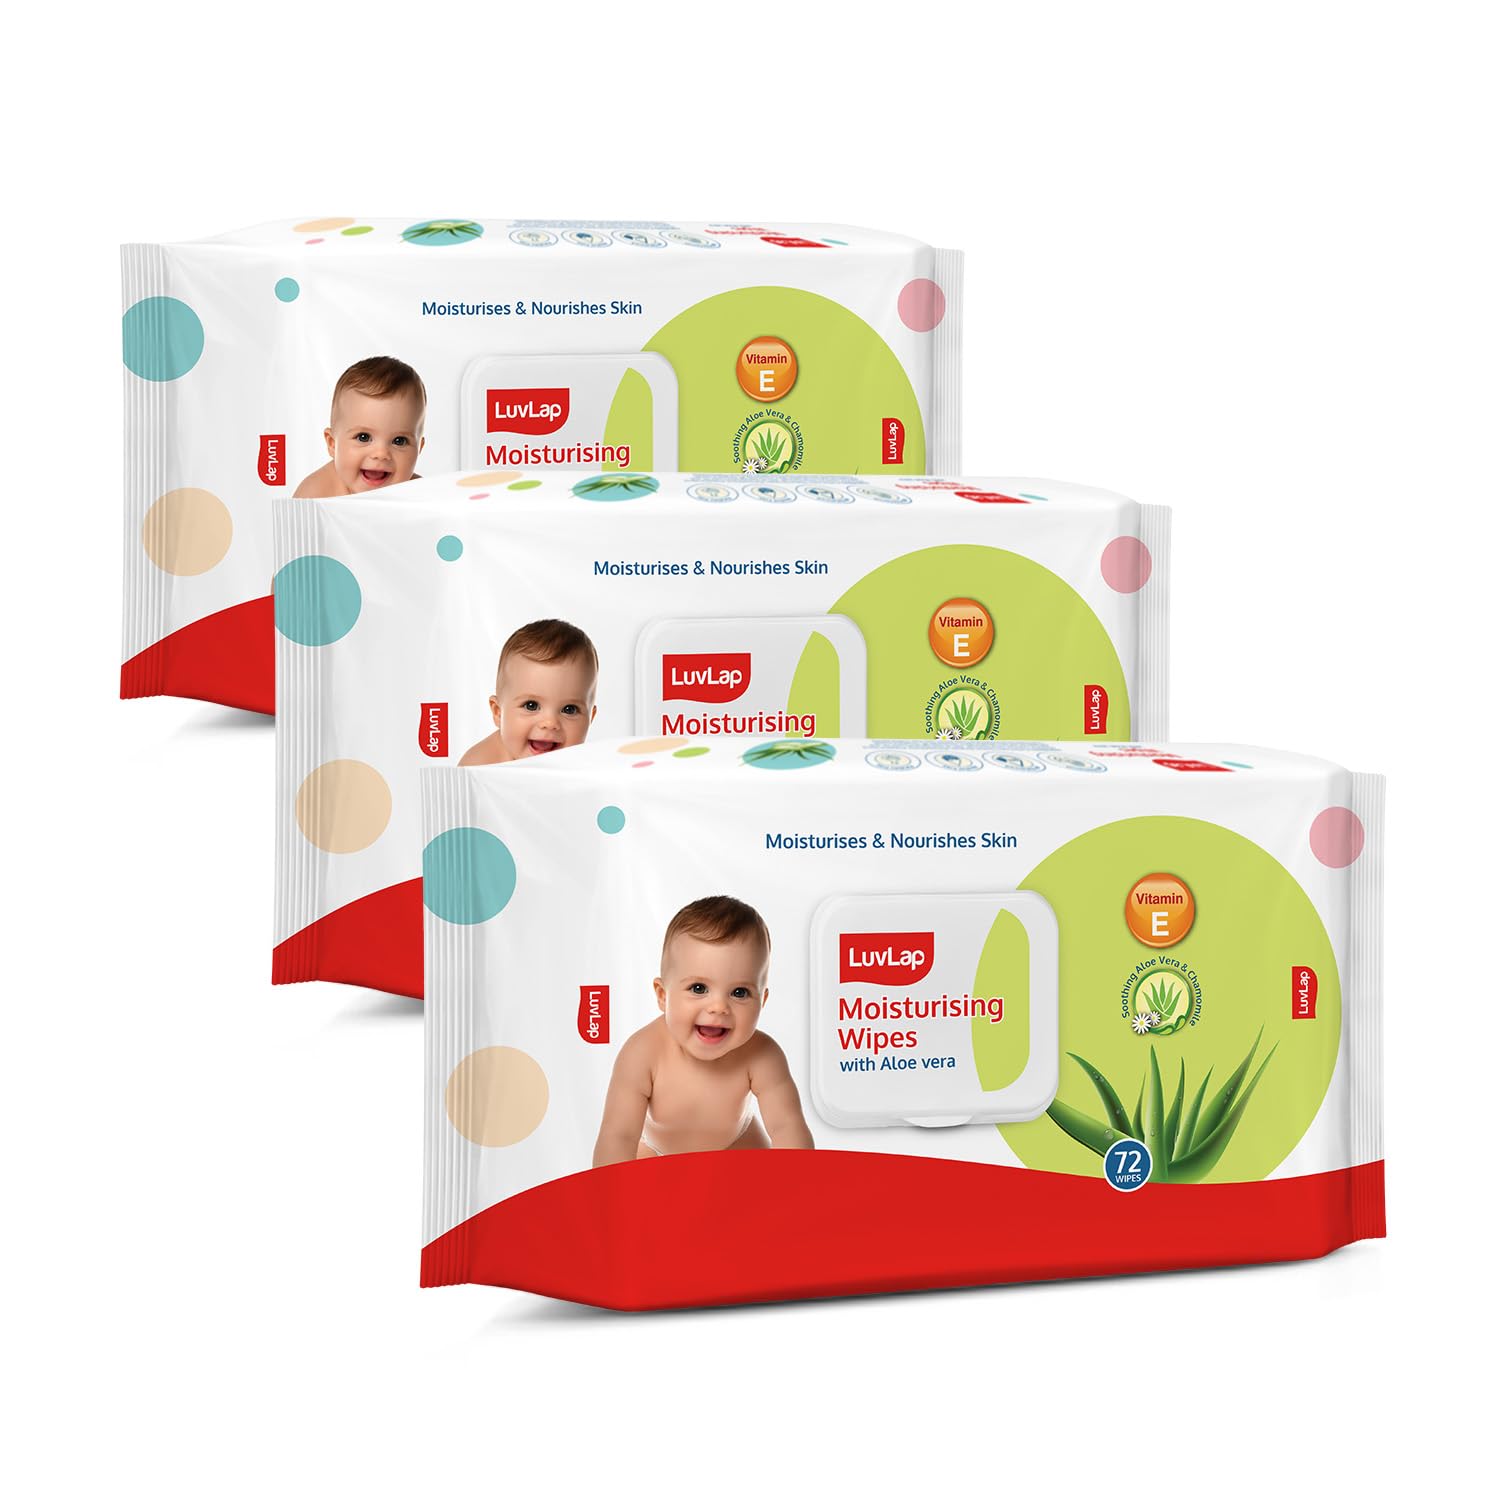 Moisturises & Nourishes Skin
Vitamin
E
LuvLap
Moisturising
Soothing Aloe Vera & Chamomile
LuvLap
LuvLap
Moisturises & Nourishes Skin
Vitamin
E
LuvLap
Moisturising
Soothing Aloe Vera & Chamomile
LuvLap
LuvLap
Moisturises & Nourishes Skin
Vitamin
E
LuvLap
Moisturising
Wipes
with Aloe vera
Soothing Aloe Vera & Chamomile
LuvLap
LuvLap
72
WIPES